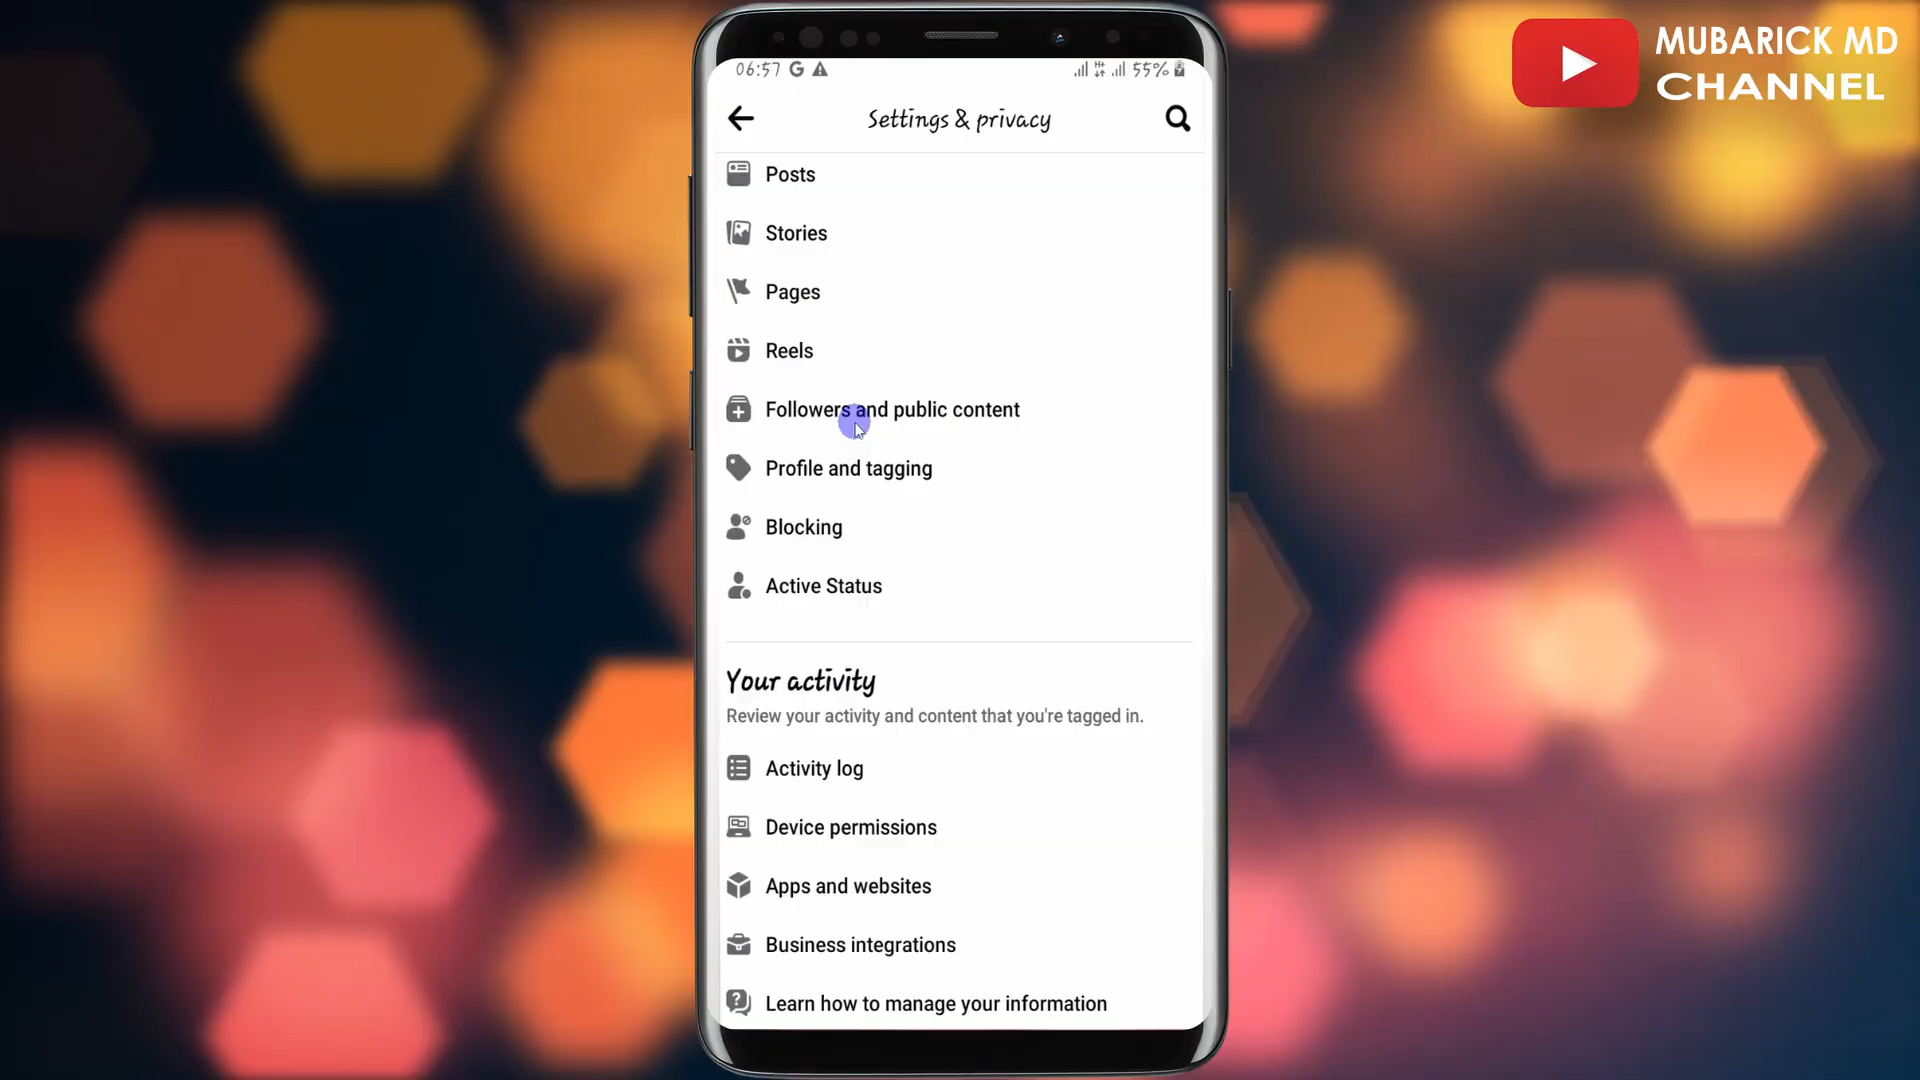 MUBARICK MD
CHANNEL
06:57 G
55%
Settings & privacy
Posts
Stories
Pages
Reels
Followers and public content
Profile and tagging
Blocking
Active Status
Your activity
Review your activity and content that you're tagged in.
Activity log
Device permissions
Apps and websites
Business integrations
Learn how to manage your information